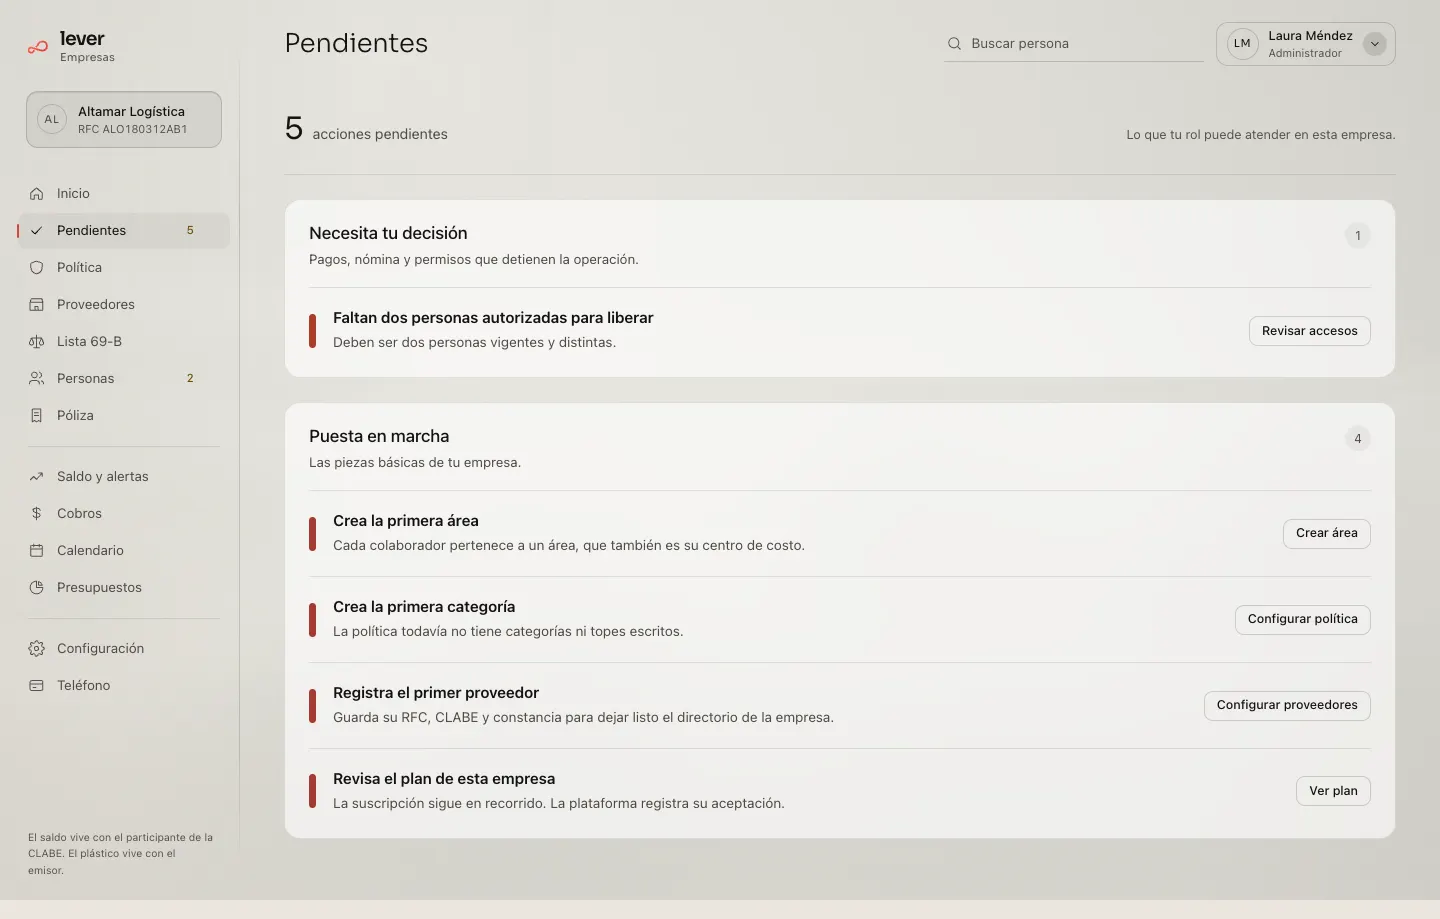 lever
Empresas
AL
Altamar Logística
RFC ALO180312AB1
Inicio
Pendientes 5
Política
Proveedores
Lista 69-B
Personas 2
Póliza
Saldo y alertas
Cobros
Calendario
Presupuestos
Configuración
Teléfono
El saldo vive con el participante de la
CLABE. El plástico vive con el
emisor.
Pendientes
Buscar persona
LM
Laura Méndez
Administrador
5 acciones pendientes
Lo que tu rol puede atender en esta empresa.
Necesita tu decisión
1
Pagos, nómina y permisos que detienen la operación.
Faltan dos personas autorizadas para liberar
Deben ser dos personas vigentes y distintas.
Revisar accesos
Puesta en marcha
4
Las piezas básicas de tu empresa.
Crea la primera área
Cada colaborador pertenece a un área, que también es su centro de costo.
Crear área
Crea la primera categoría
La política todavía no tiene categorías ni topes escritos.
Configurar política
Registra el primer proveedor
Guarda su RFC, CLABE y constancia para dejar listo el directorio de la empresa.
Configurar proveedores
Revisa el plan de esta empresa
La suscripción sigue en recorrido. La plataforma registra su aceptación.
Ver plan